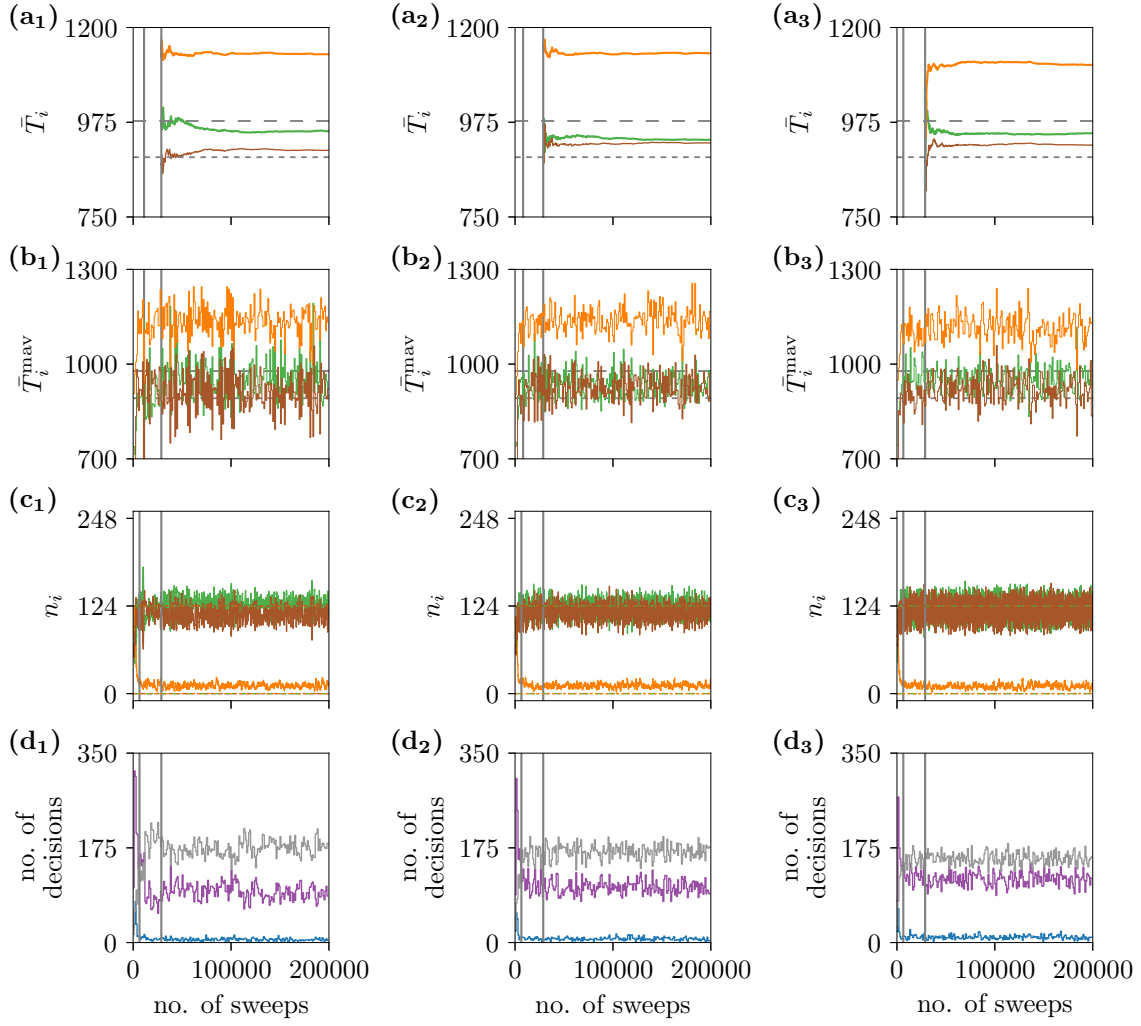 (a₁) (a₂) (a₃)
1200 1200 1200
975 975 975
750 750 750
T̄ᵢ T̄ᵢ T̄ᵢ
(b₁) (b₂) (b₃)
1300 1300 1300
1000 1000 1000
700 700 700
T̄ᵢᵐᵃᵛ T̄ᵢᵐᵃᵛ T̄ᵢᵐᵃᵛ
(c₁) (c₂) (c₃)
248 248 248
124 124 124
0 0 0
nᵢ nᵢ nᵢ
(d₁) (d₂) (d₃)
350 350 350
175 175 175
0 0 0
no. of no. of no. of
decisions decisions decisions
0 100000 200000 0 100000 200000 0 100000 200000
no. of sweeps no. of sweeps no. of sweeps